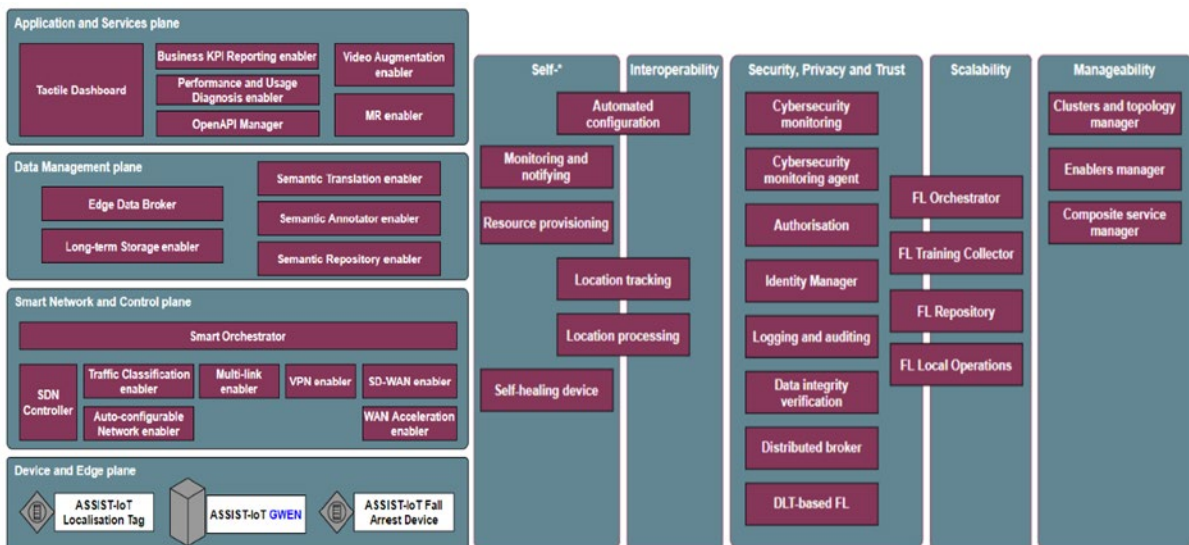 Application and Services plane
Tactile Dashboard
Business KPI Reporting enabler
Performance and Usage
Diagnosis enabler
OpenAPI Manager
Video Augmentation
enabler
MR enabler
Data Management plane
Edge Data Broker
Long-term Storage enabler
Semantic Translation enabler
Semantic Annotator enabler
Semantic Repository enabler
Smart Network and Control plane
Smart Orchestrator
SDN
Controller
Traffic Classification
enabler
Multi-link
enabler
VPN enabler
SD-WAN enabler
Auto-configurable
Network enabler
WAN Acceleration
enabler
Device and Edge plane
ASSIST-IoT
Localisation Tag
ASSIST-IoT GWEN
ASSIST-IoT Fall
Arrest Device
Self-*
Interoperability
Automated
configuration
Monitoring and
notifying
Resource provisioning
Location tracking
Location processing
Self-healing device
Security, Privacy and Trust
Cybersecurity
monitoring
Cybersecurity
monitoring agent
Authorisation
Identity Manager
Logging and auditing
Data integrity
verification
Distributed broker
DLT-based FL
Scalability
FL Orchestrator
FL Training Collector
FL Repository
FL Local Operations
Manageability
Clusters and topology
manager
Enablers manager
Composite service
manager